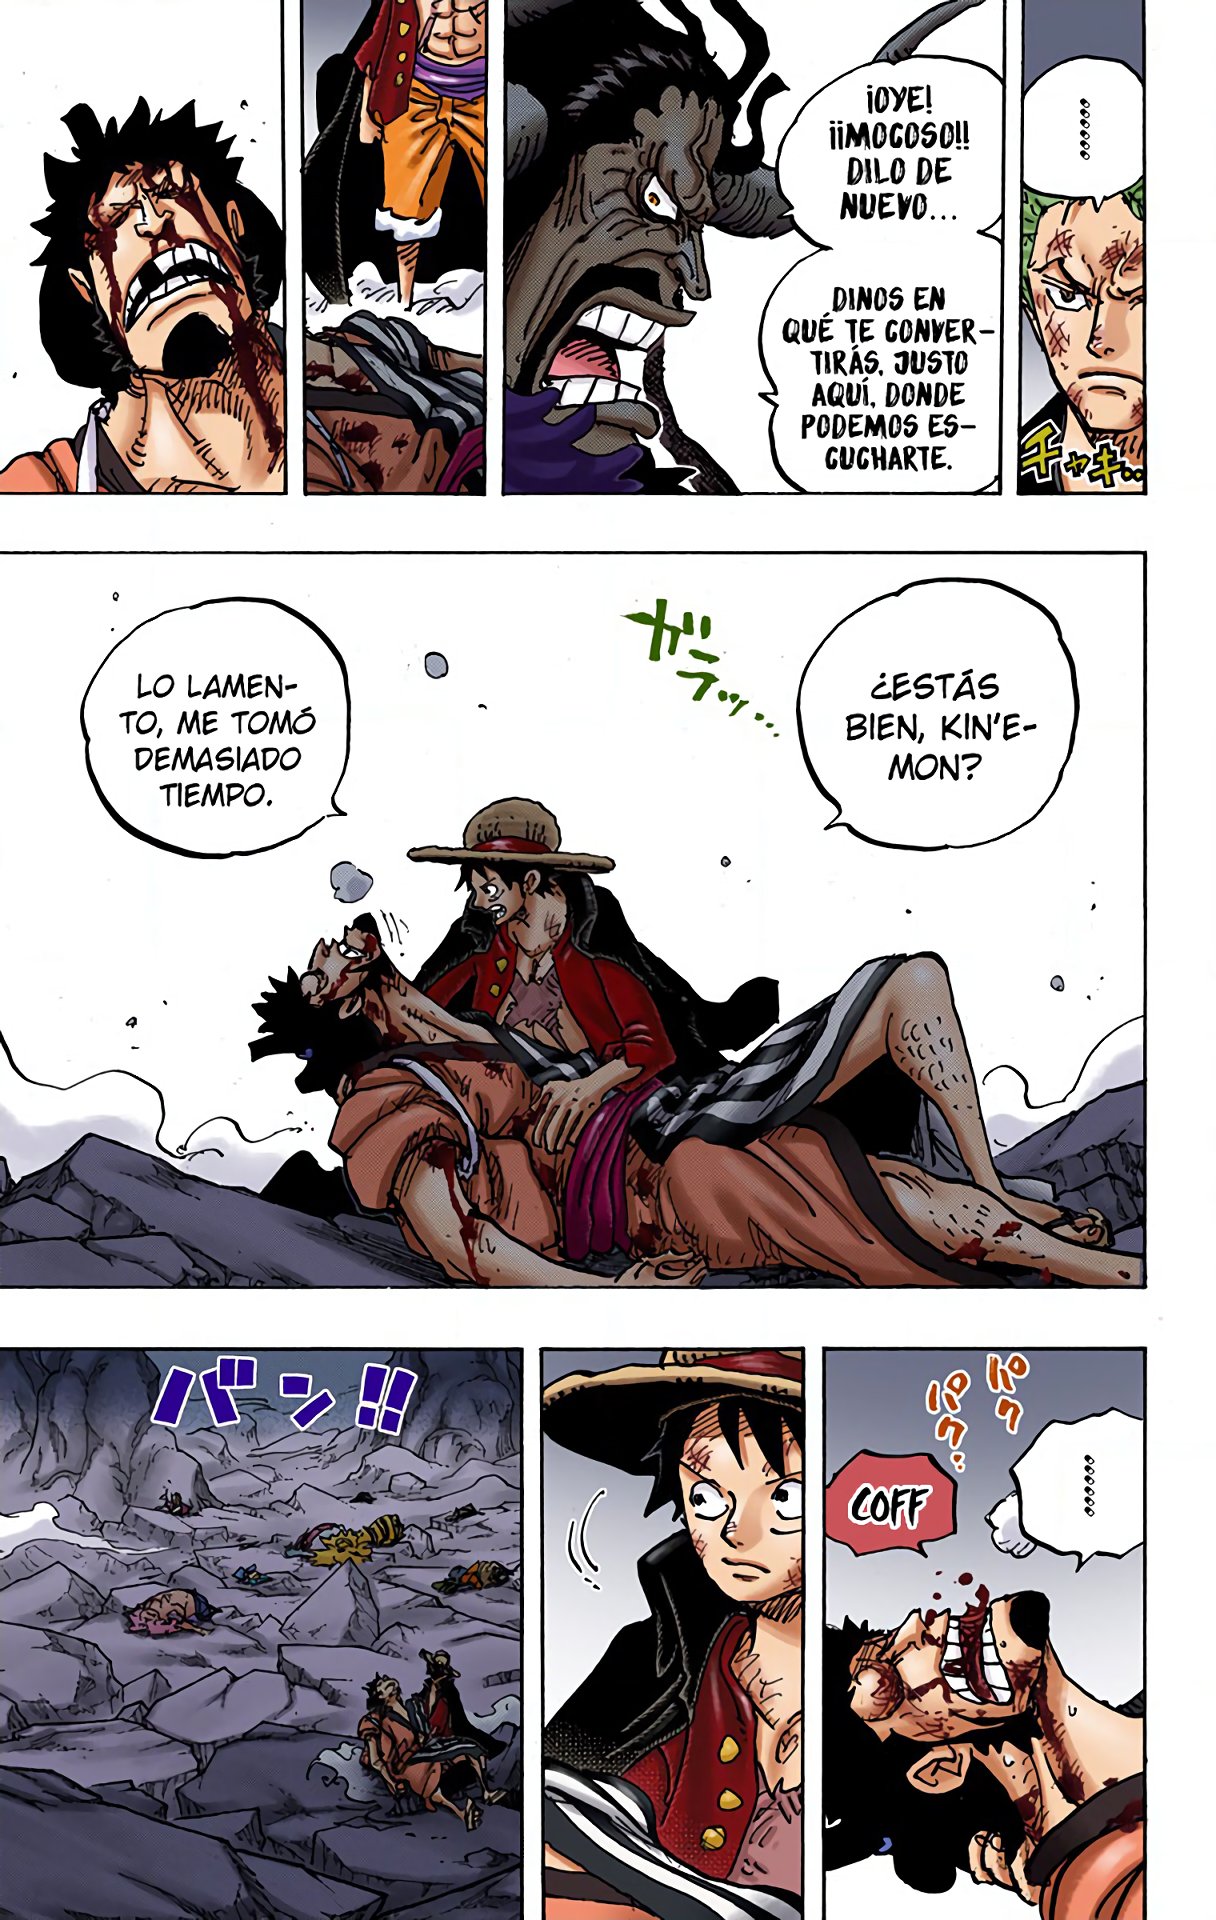 ........
チャキ..
¡OYE!
¡¡MOCOSO!!
DILO DE
NUEVO...
DINOS EN
QUÉ TE CONVER-
TIRÁS, JUSTO
AQUÍ, DONDE
PODEMOS ES-
CUCHARTE.
¿ESTÁS
BIEN, KIN'E-
MON?
ガラッ...
LO LAMEN-
TO, ME TOMÓ
DEMASIADO
TIEMPO.
........
パク
パク..
COFF
バン!!